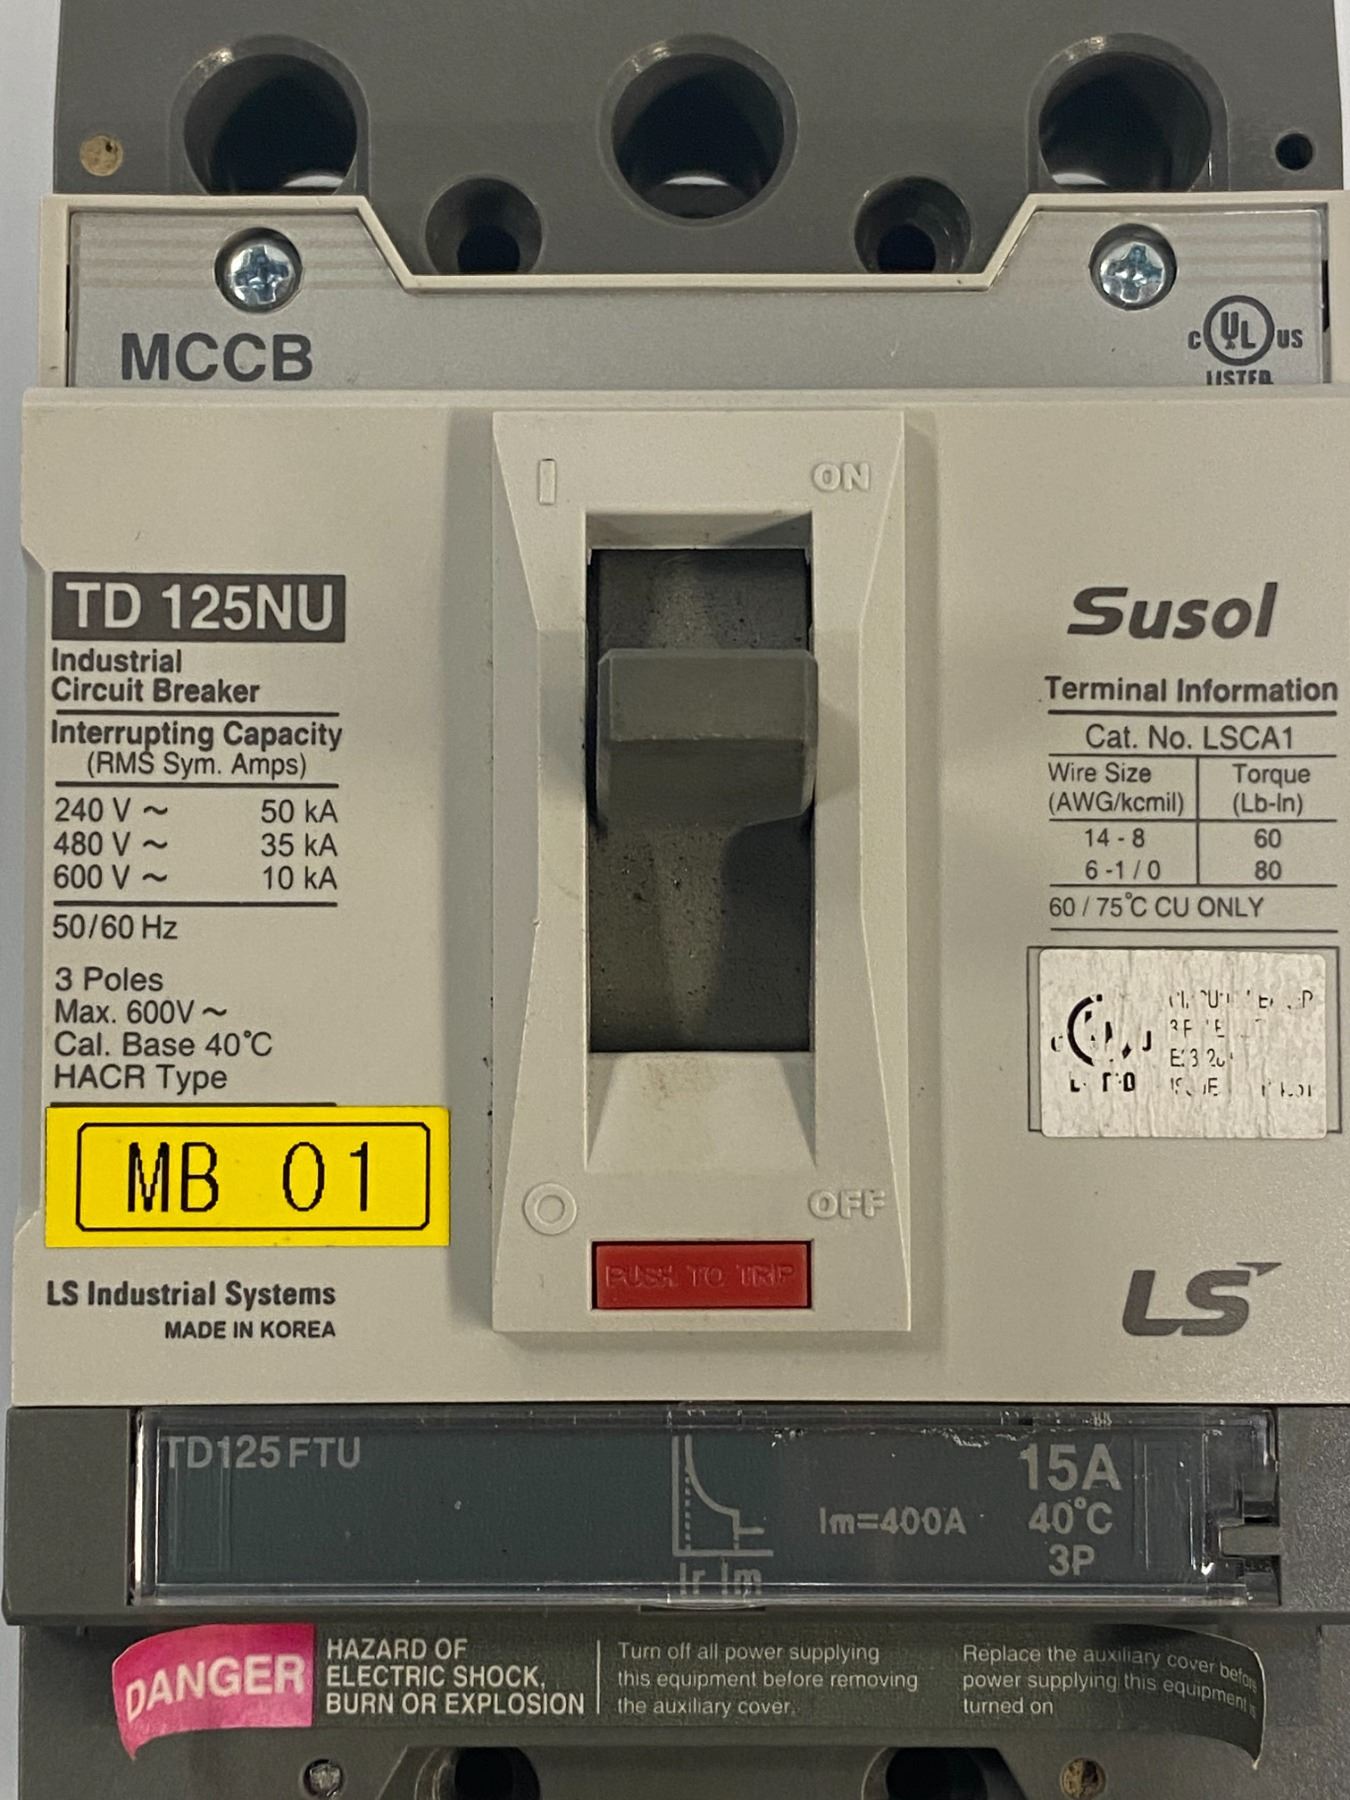 MCCB
C UL US
LISTED
I ON
TD 125NU
Industrial
Circuit Breaker
Interrupting Capacity
(RMS Sym. Amps)
240 V ~ 50 kA
480 V ~ 35 kA
600 V ~ 10 kA
50/60 Hz
3 Poles
Max. 600V ~
Cal. Base 40°C
HACR Type
MB 01
LS Industrial Systems
MADE IN KOREA
O OFF
PUSH TO TRIP
Susol
Terminal Information
Cat. No. LSCA1
Wire Size Torque
(AWG/kcmil) (Lb-In)
14 - 8 60
6 -1 / 0 80
60 / 75°C CU ONLY
LS
TD125FTU
15A
Im=400A 40°C
3P
Ir Im
DANGER
HAZARD OF
ELECTRIC SHOCK,
BURN OR EXPLOSION
Turn off all power supplying
this equipment before removing
the auxiliary cover.
Replace the auxiliary cover before
power supplying this equipment is
turned on